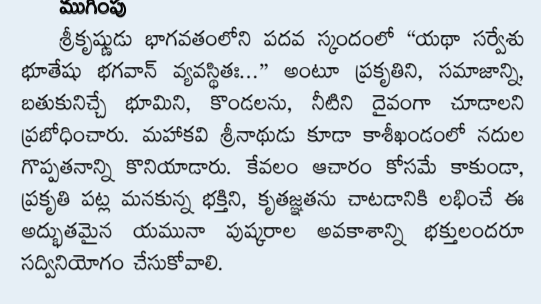 ముగింపు
శ్రీకృష్ణుడు భాగవతంలోని పదవ స్కందంలో “యథా సర్వేశు
భూతేషు భగవాన్ వ్యవస్థితః...” అంటూ ప్రకృతిని, సమాజాన్ని,
బతుకునిచ్చే భూమిని, కొండలను, నీటిని దైవంగా చూడాలని
ప్రబోధించారు. మహాకవి శ్రీనాథుడు కూడా కాశీఖండంలో నదుల
గొప్పతనాన్ని కొనియాడారు. కేవలం ఆచారం కోసమే కాకుండా,
ప్రకృతి పట్ల మనకున్న భక్తిని, కృతజ్ఞతను చాటడానికి లభించే ఈ
అద్భుతమైన యమునా పుష్కరాల అవకాశాన్ని భక్తులందరూ
సద్వినియోగం చేసుకోవాలి.